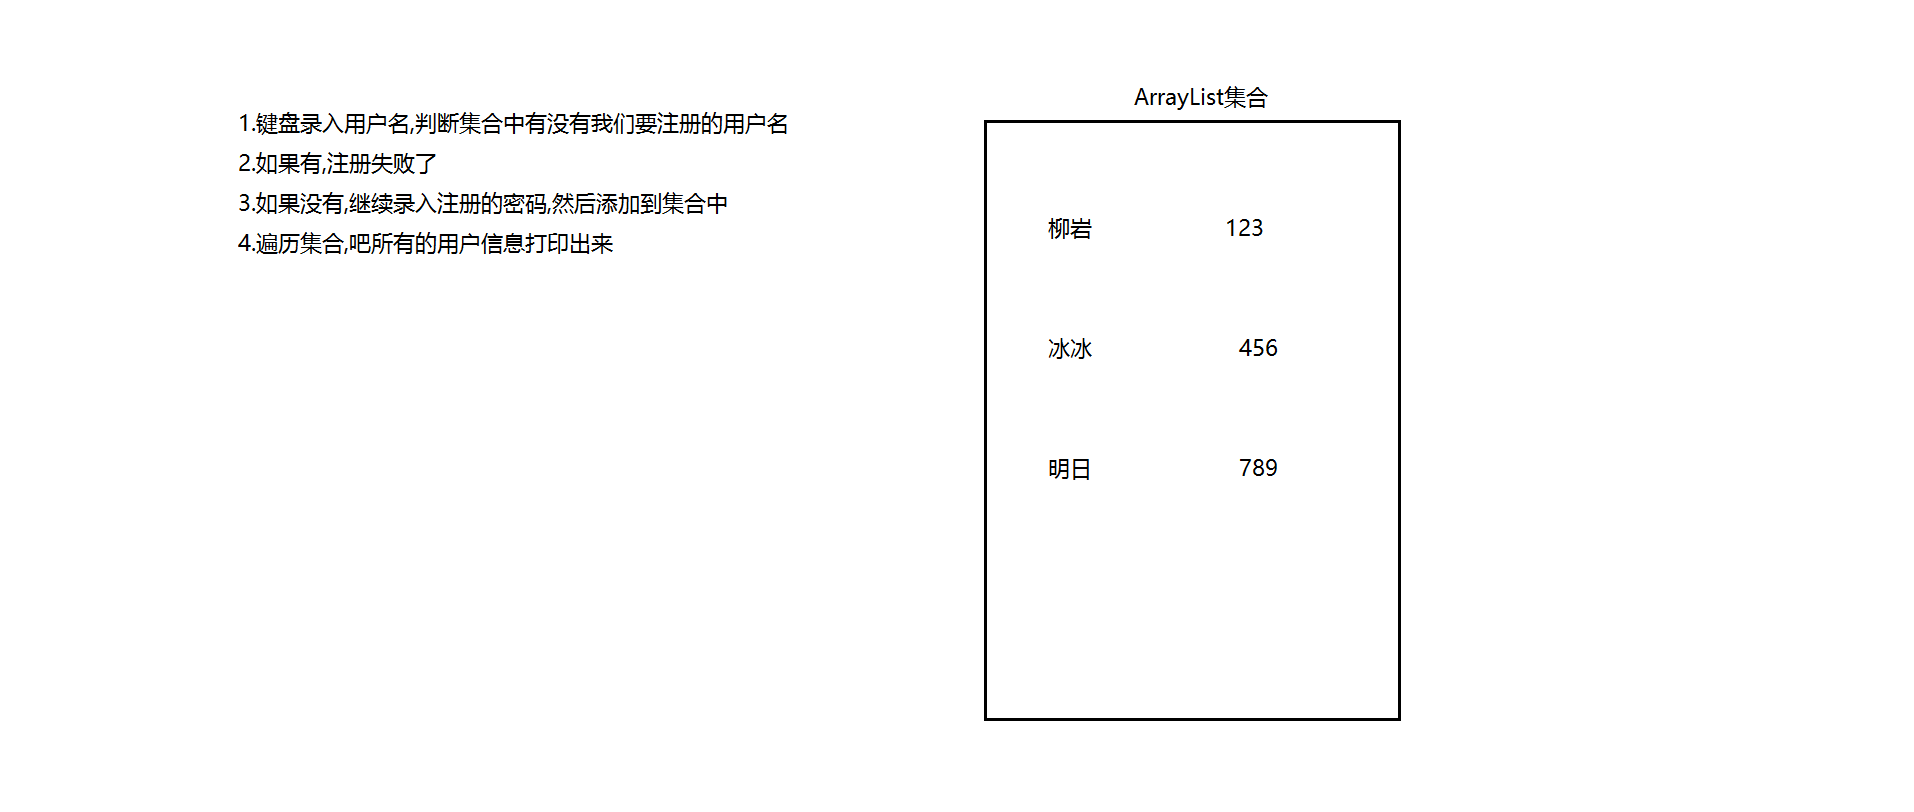 1.键盘录入用户名,判断集合中有没有我们要注册的用户名
2.如果有,注册失败了
3.如果没有,继续录入注册的密码,然后添加到集合中
4.遍历集合,吧所有的用户信息打印出来
ArrayList集合
柳岩 123
冰冰 456
明日 789